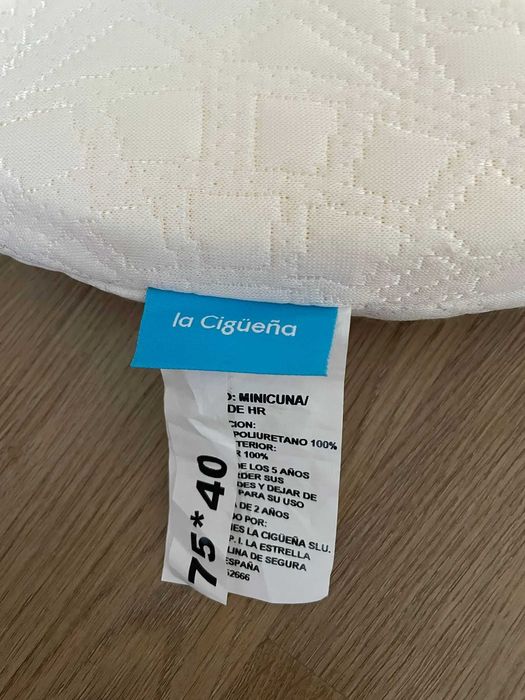 la Cigüeña
75*40
: MINICUNA/
DE HR
CION:
POLIURETANO 100%
TERIOR:
R 100%
DE LOS 5 AÑOS
RDER SUS
DES Y DEJAR DE
PARA SU USO
A DE 2 AÑOS
DO POR:
ES LA CIGÜEÑA SLU.
P. I. LA ESTRELLA
LINA DE SEGURA
ESPAÑA
52666